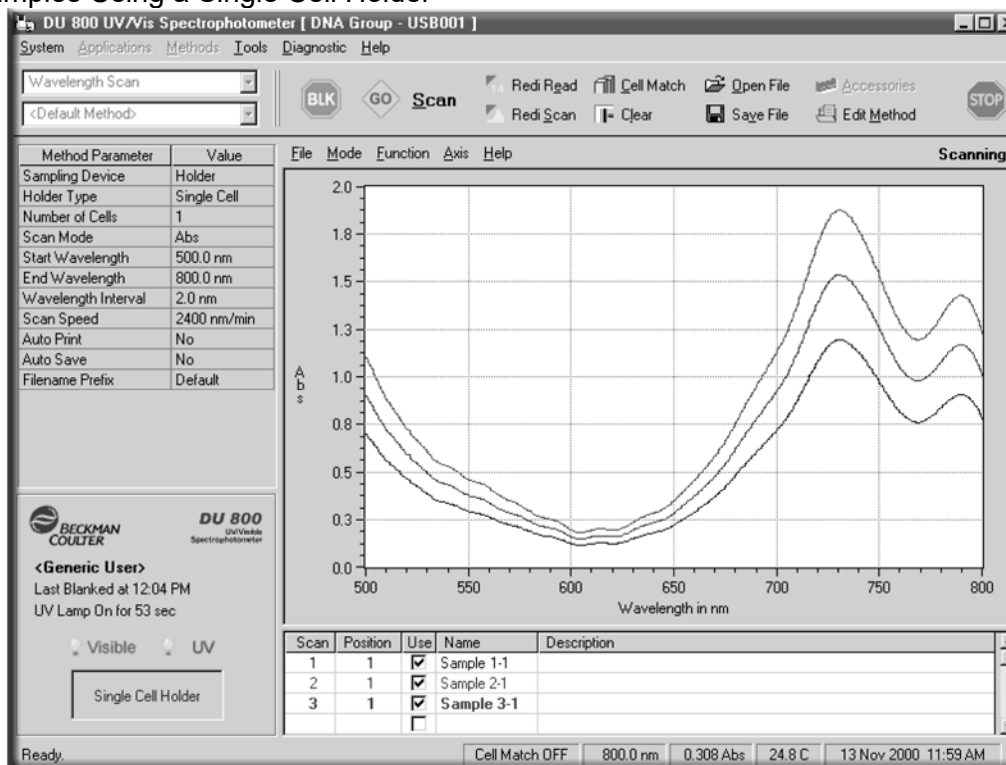 amples Using a Single Cell Holder
DU 800 UV/Vis Spectrophotometer [ DNA Group - USB001 ]
System Applications Methods Tools Diagnostic Help
Wavelength Scan
<Default Method>
BLK GO Scan
Redi Read Cell Match Open File Accessories
Redi Scan Clear Save File Edit Method
STOP
Method Parameter Value
Sampling Device Holder
Holder Type Single Cell
Number of Cells 1
Scan Mode Abs
Start Wavelength 500.0 nm
End Wavelength 800.0 nm
Wavelength Interval 2.0 nm
Scan Speed 2400 nm/min
Auto Print No
Auto Save No
Filename Prefix Default
BECKMAN
COULTER
DU 800
UV/Visible
Spectrophotometer
<Generic User>
Last Blanked at 12:04 PM
UV Lamp On for 53 sec
Visible UV
Single Cell Holder
File Mode Function Axis Help Scanning
2.0
1.8
1.5
1.3
1.0
0.8
0.5
0.3
0.0
Abs
500 550 600 650 700 750 800
Wavelength in nm
Scan Position Use Name Description
1 1 Sample 1-1
2 1 Sample 2-1
3 1 Sample 3-1
Ready. Cell Match OFF 800.0 nm 0.308 Abs 24.8 C 13 Nov 2000 11:59 AM